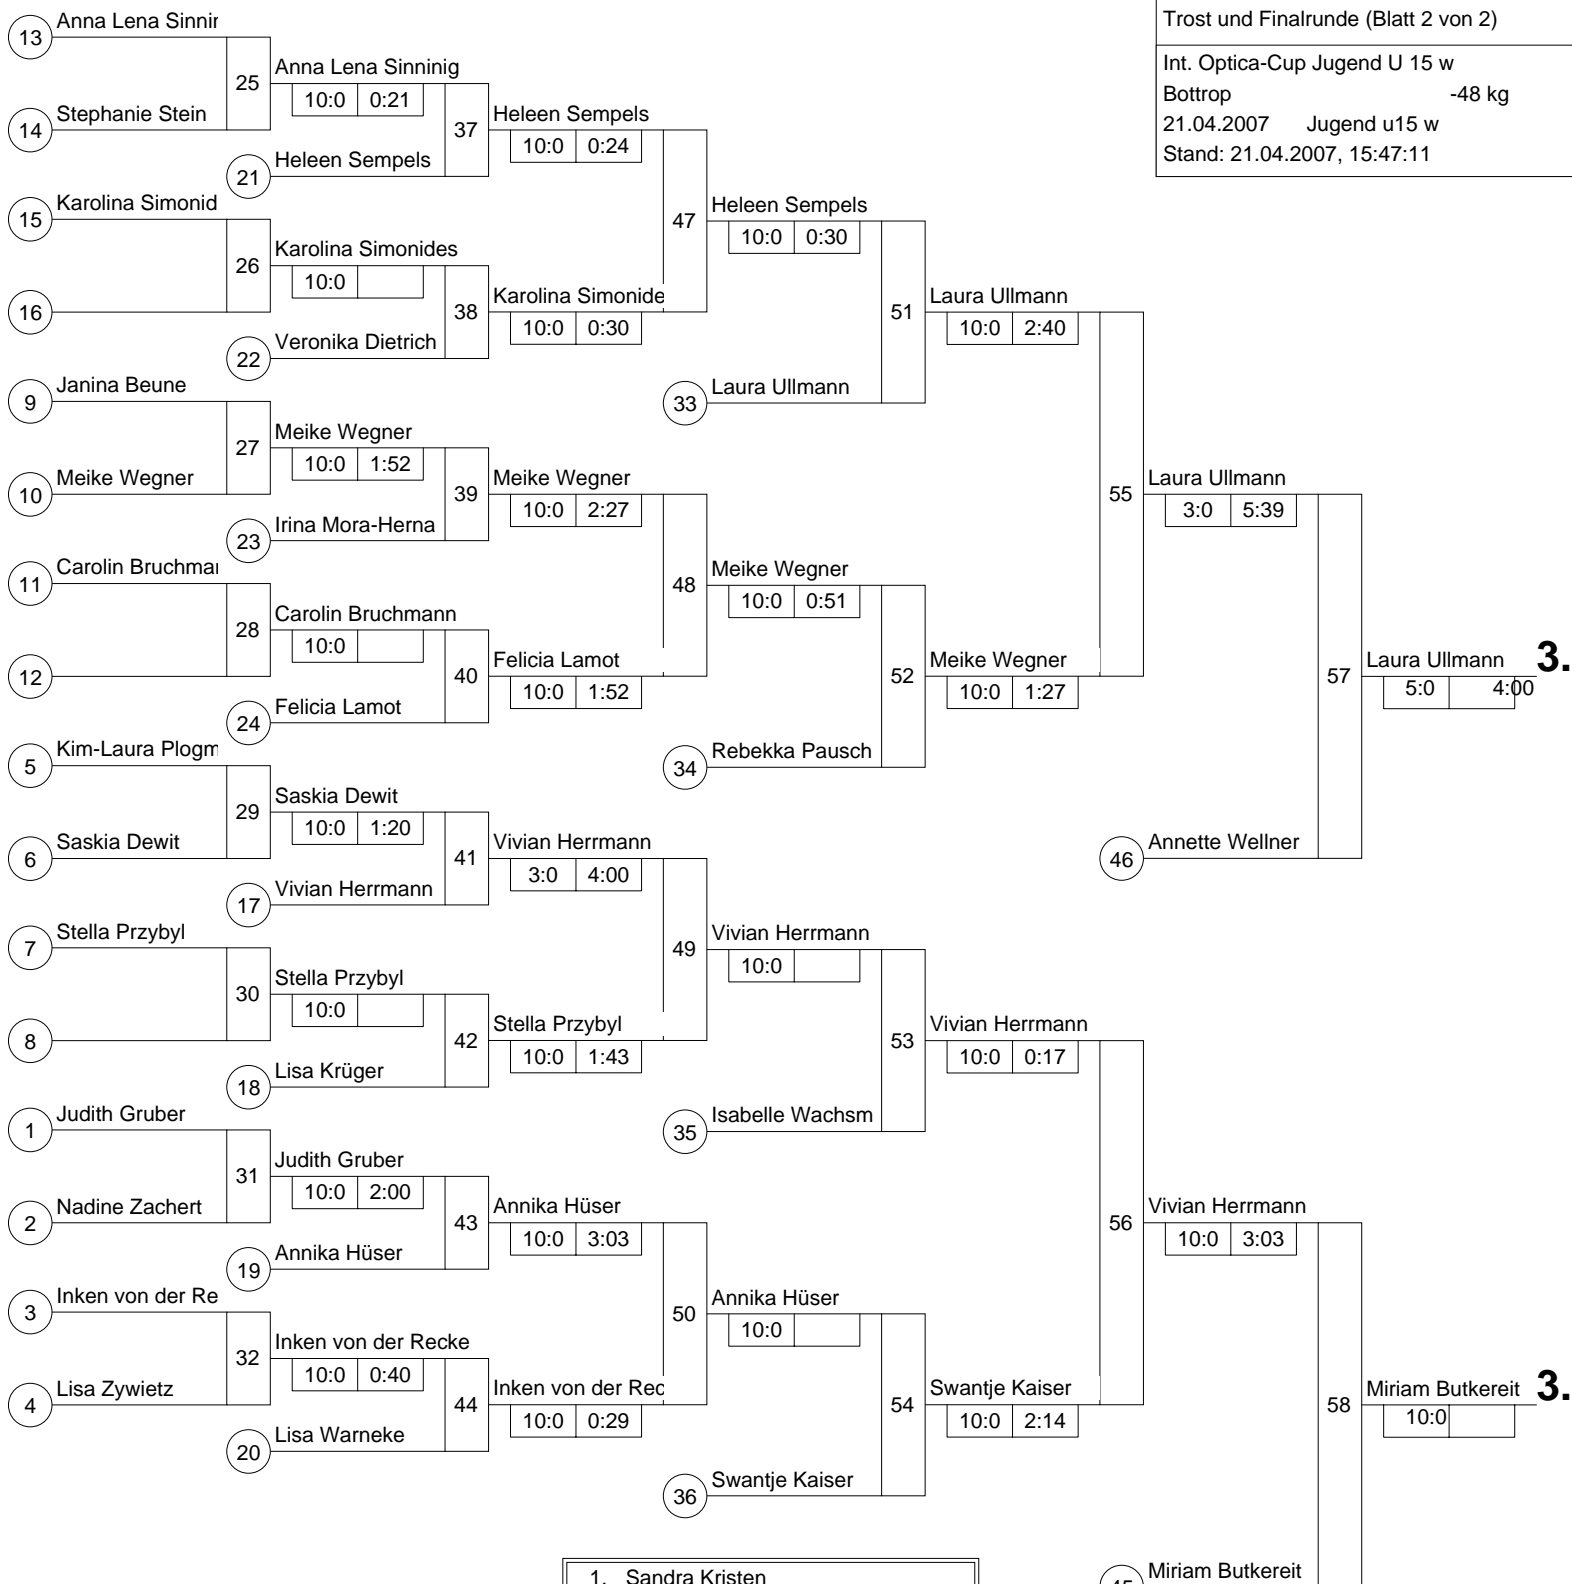 Trost und Finalrunde (Blatt 2 von 2)
Int. Optica-Cup Jugend U 15 w
Bottrop -48 kg
21.04.2007 Jugend u15 w
Stand: 21.04.2007, 15:47:11
13 Anna Lena Sinnin
25 Anna Lena Sinninig
10:0 0:21
14 Stephanie Stein
37 Heleen Sempels
10:0 0:24
21 Heleen Sempels
15 Karolina Simonid
47 Heleen Sempels
10:0 0:30
26 Karolina Simonides
10:0
16
38 Karolina Simonide
10:0 0:30
51 Laura Ullmann
10:0 2:40
22 Veronika Dietrich
9 Janina Beune
33 Laura Ullmann
27 Meike Wegner
10:0 1:52
10 Meike Wegner
39 Meike Wegner
10:0 2:27
55 Laura Ullmann
3:0 5:39
23 Irina Mora-Herna
11 Carolin Bruchma
48 Meike Wegner
10:0 0:51
28 Carolin Bruchmann
10:0
12
40 Felicia Lamot
10:0 1:52
52 Meike Wegner
10:0 1:27
57 Laura Ullmann 3.
5:0 4:00
24 Felicia Lamot
5 Kim-Laura Plogm
34 Rebekka Pausch
29 Saskia Dewit
10:0 1:20
6 Saskia Dewit
41 Vivian Herrmann
3:0 4:00
46 Annette Wellner
17 Vivian Herrmann
7 Stella Przybyl
49 Vivian Herrmann
10:0
30 Stella Przybyl
10:0
8
42 Stella Przybyl
10:0 1:43
53 Vivian Herrmann
10:0 0:17
18 Lisa Krüger
1 Judith Gruber
35 Isabelle Wachsm
31 Judith Gruber
10:0 2:00
2 Nadine Zachert
43 Annika Hüser
10:0 3:03
56 Vivian Herrmann
10:0 3:03
19 Annika Hüser
3 Inken von der Re
50 Annika Hüser
10:0
32 Inken von der Recke
10:0 0:40
4 Lisa Zywietz
44 Inken von der Rec
10:0 0:29
54 Swantje Kaiser
10:0 2:14
58 Miriam Butkereit 3.
10:0
20 Lisa Warneke
36 Swantje Kaiser
1. Sandra Kristen
45 Miriam Butkereit